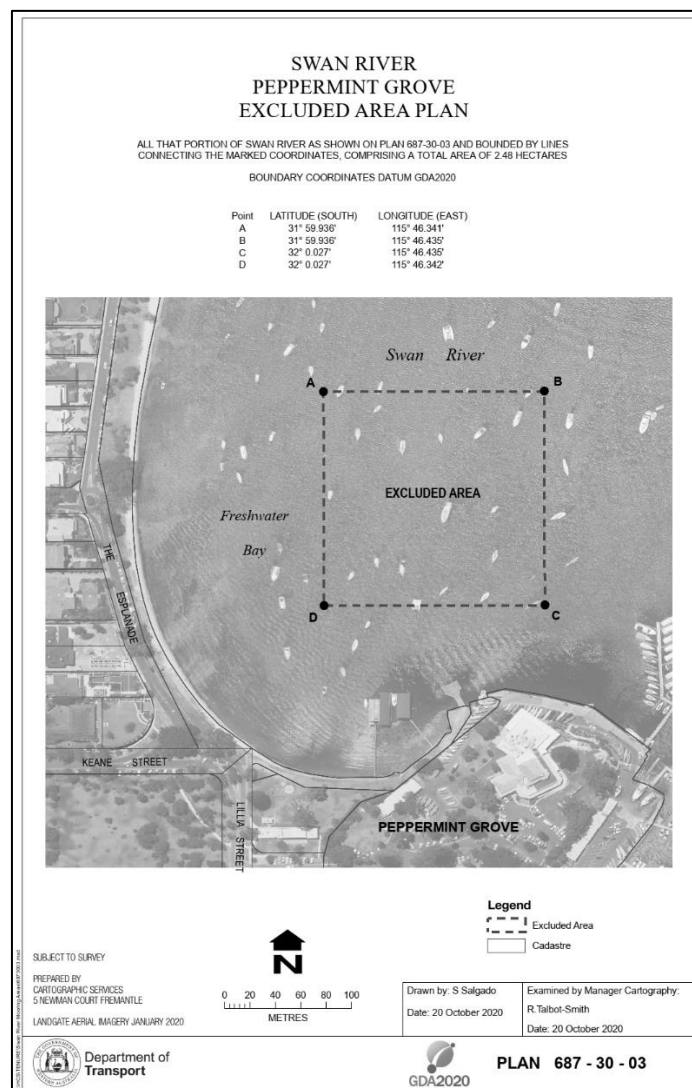 SWAN RIVER
PEPPERMINT GROVE
EXCLUDED AREA PLAN
ALL THAT PORTION OF SWAN RIVER AS SHOWN ON PLAN 687-30-03 AND BOUNDED BY LINES
CONNECTING THE MARKED COORDINATES, COMPRISING A TOTAL AREA OF 2.48 HECTARES
BOUNDARY COORDINATES DATUM GDA2020
Point LATITUDE (SOUTH) LONGITUDE (EAST)
A 31° 59.936' 115° 46.341'
B 31° 59.936' 115° 46.435'
C 32° 0.027' 115° 46.435'
D 32° 0.027' 115° 46.342'
Swan River
A
B
EXCLUDED AREA
Freshwater
Bay
D
C
THE ESPLANADE
KEANE STREET
LILLA STREET
PEPPERMINT GROVE
Legend
Excluded Area
Cadastre
SUBJECT TO SURVEY
PREPARED BY
CARTOGRAPHIC SERVICES
5 NEWMAN COURT FREMANTLE
LANDGATE AERIAL IMAGERY JANUARY 2020
N
0 20 40 60 80 100
METRES
Drawn by: S Salgado
Date: 20 October 2020
Examined by Manager Cartography:
R.Talbot-Smith
Date: 20 October 2020
Department of
Transport
GDA2020
PLAN 687 - 30 - 03